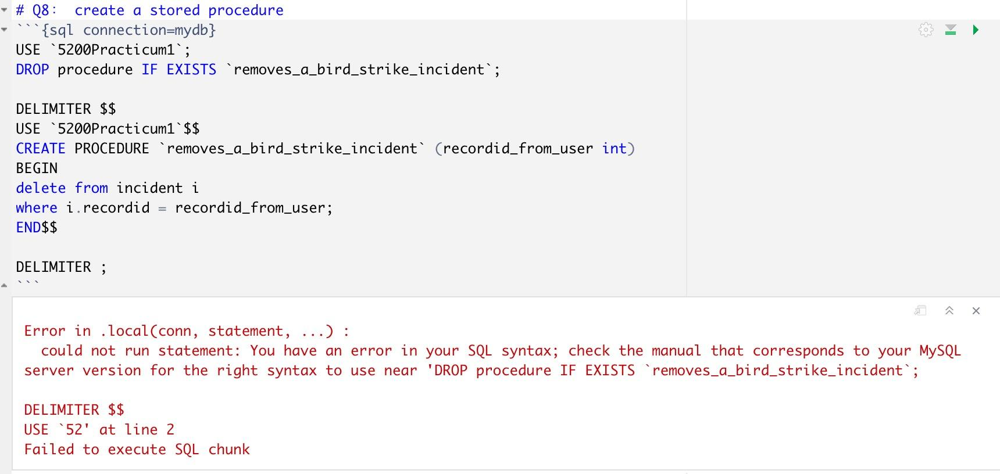 # Q8:  create a stored procedure
```{sql connection=mydb}
USE `5200Practicum1`;
DROP procedure IF EXISTS `removes_a_bird_strike_incident`;
DELIMITER $$
USE `5200Practicum1`$$
CREATE PROCEDURE `removes_a_bird_strike_incident` (recordid_from_user int)
BEGIN
delete from incident i
where i.recordid = recordid_from_user;
END$$
DELIMITER ;
```
Error in .local(conn, statement, ...) :
could not run statement: You have an error in your SQL syntax; check the manual that corresponds to your MySQL
server version for the right syntax to use near 'DROP procedure IF EXISTS `removes_a_bird_strike_incident`;
DELIMITER $$
USE `52' at line 2
Failed to execute SQL chunk